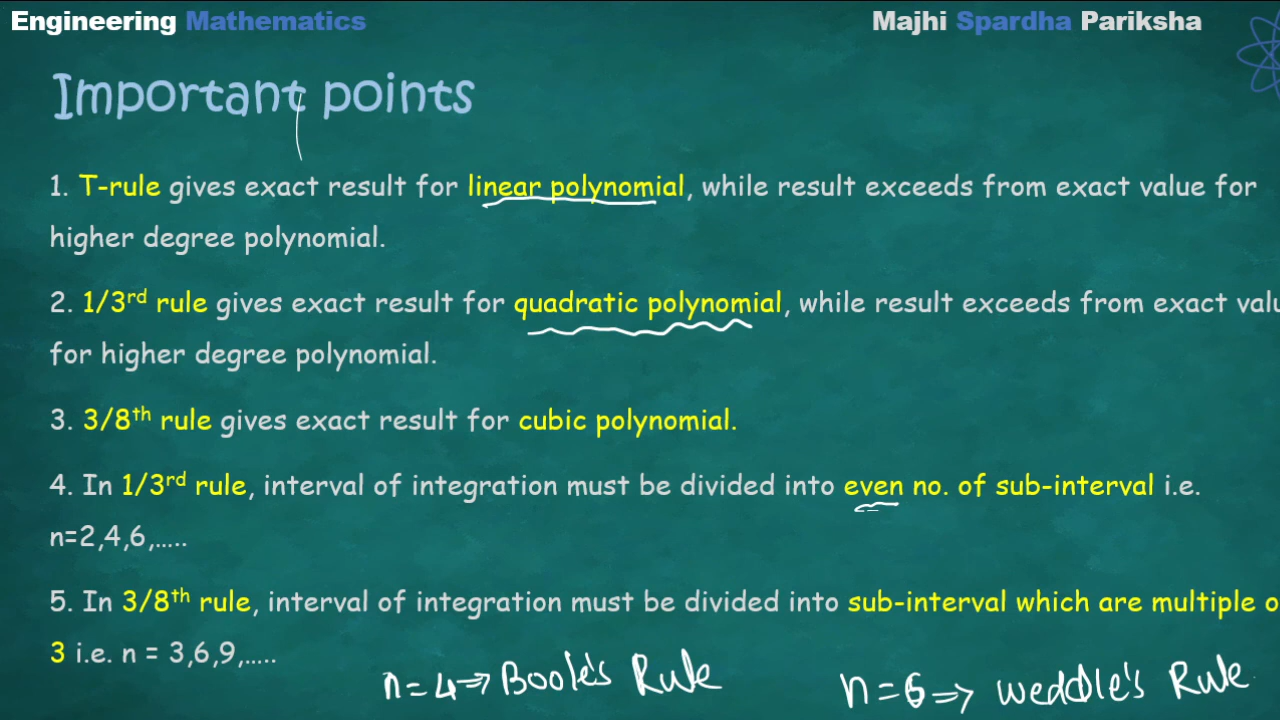 Engineering Mathematics
Majhi Spardha Pariksha
Important points
1. T-rule gives exact result for linear polynomial, while result exceeds from exact value for
higher degree polynomial.
2. 1/3rd rule gives exact result for quadratic polynomial, while result exceeds from exact valu
for higher degree polynomial.
3. 3/8th rule gives exact result for cubic polynomial.
4. In 1/3rd rule, interval of integration must be divided into even no. of sub-interval i.e.
n=2,4,6,.....
5. In 3/8th rule, interval of integration must be divided into sub-interval which are multiple o
3 i.e. n = 3,6,9,.....
n=4⇒ Boole's Rule
n=6⇒ weddle's Rule